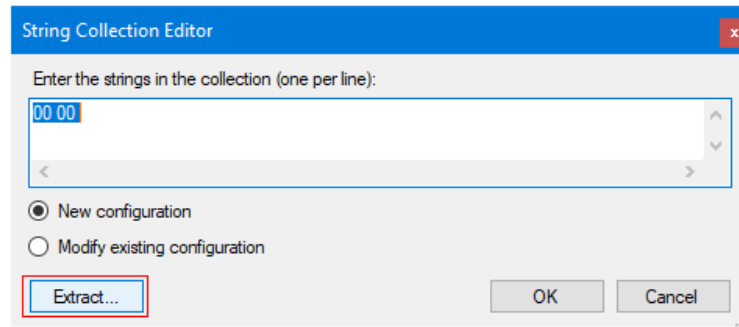 String Collection Editor
x
Enter the strings in the collection (one per line):
00 00
New configuration
Modify existing configuration
Extract...
OK
Cancel